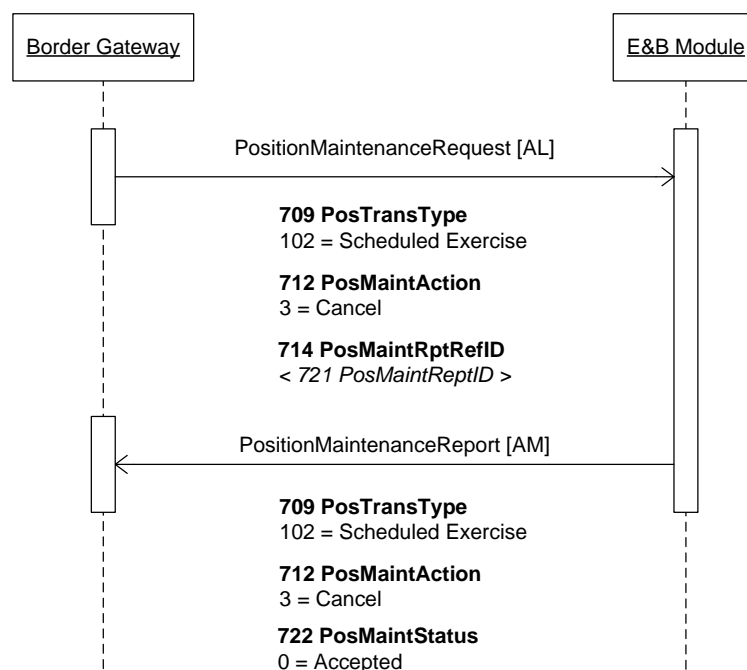 Border Gateway
E&B Module
PositionMaintenanceRequest [AL]
709 PosTransType
102 = Scheduled Exercise
712 PosMaintAction
3 = Cancel
714 PosMaintRptRefID
< 721 PosMaintReptID >
PositionMaintenanceReport [AM]
709 PosTransType
102 = Scheduled Exercise
712 PosMaintAction
3 = Cancel
722 PosMaintStatus
0 = Accepted